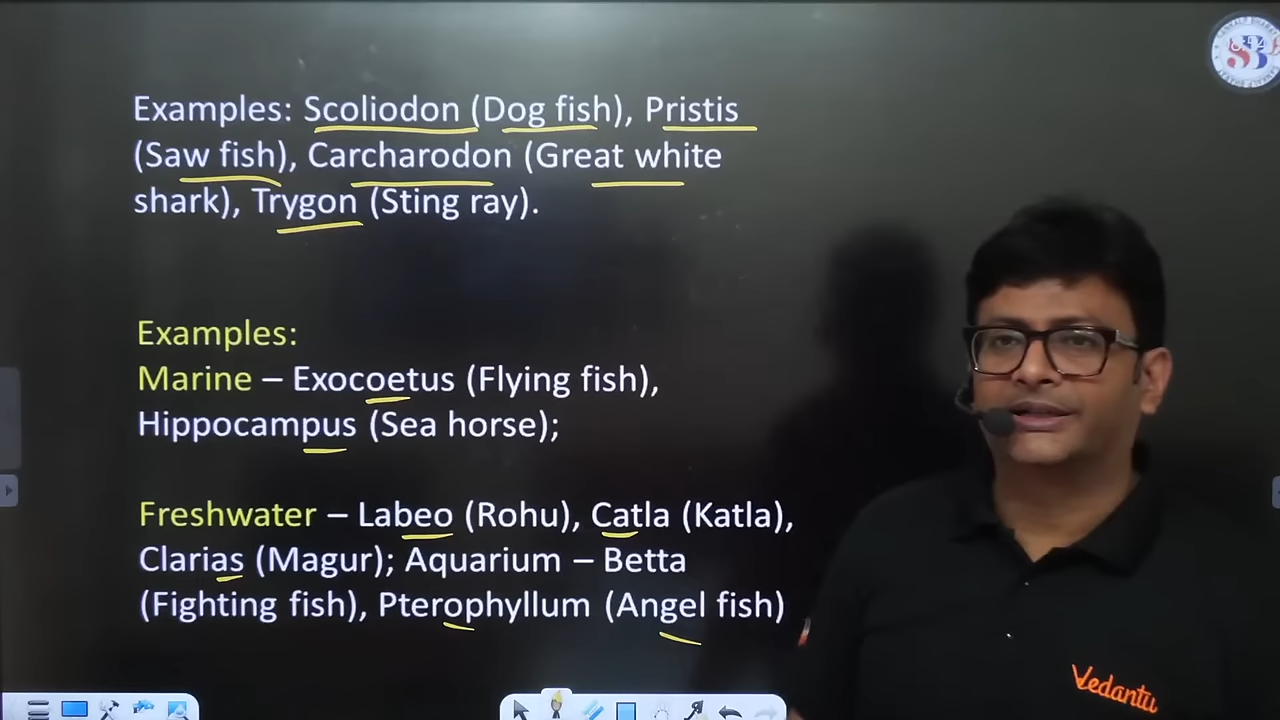 Examples: Scoliodon (Dog fish), Pristis
(Saw fish), Carcharodon (Great white
shark), Trygon (Sting ray).
Examples:
Marine – Exocoetus (Flying fish),
Hippocampus (Sea horse);
Freshwater – Labeo (Rohu), Catla (Katla),
Clarias (Magur); Aquarium – Betta
(Fighting fish), Pterophyllum (Angel fish)
Vedantu